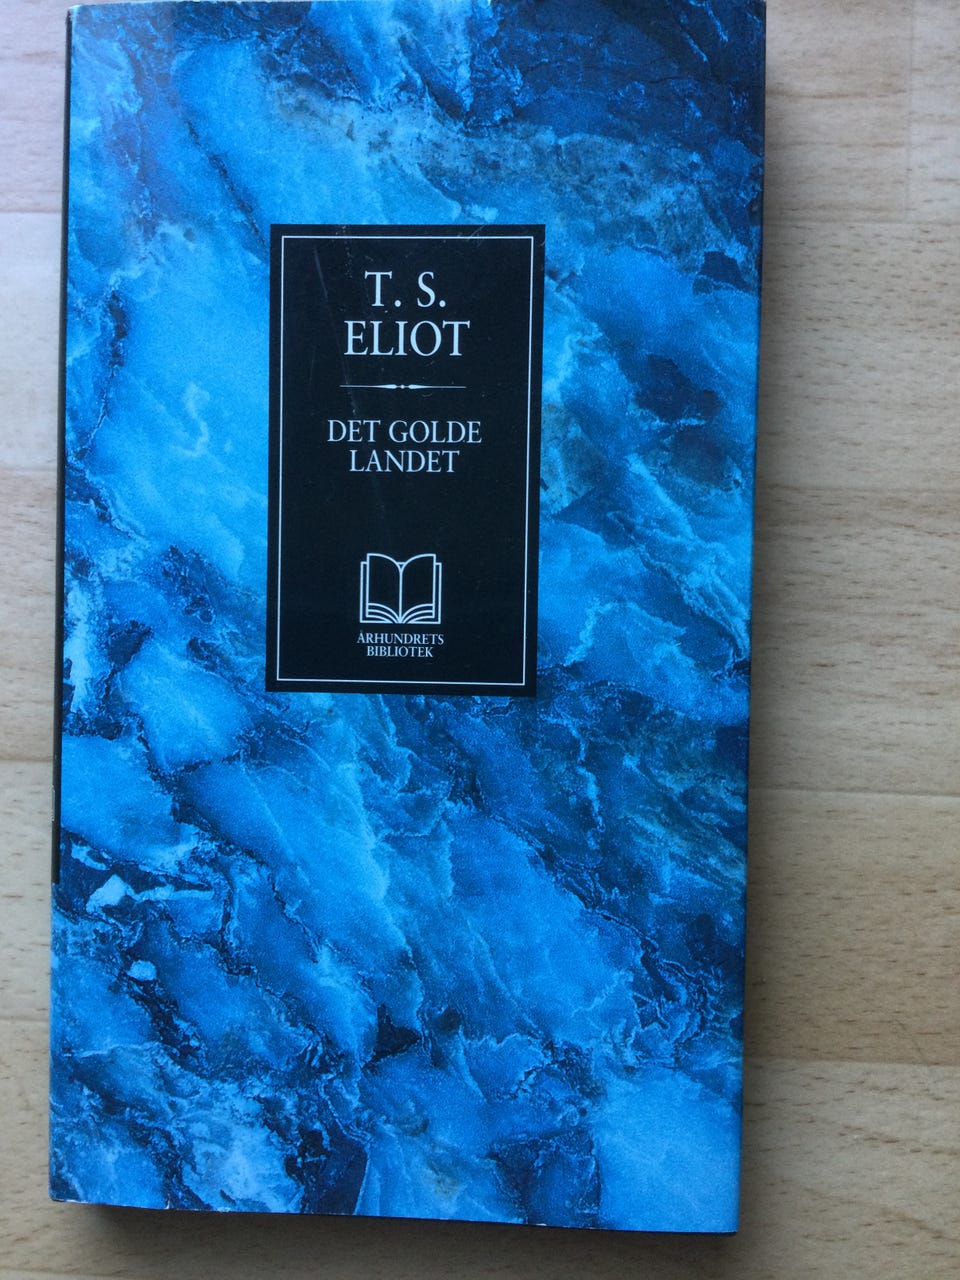 T. S.
ELIOT
DET GOLDE
LANDET
ÅRHUNDRETS
BIBLIOTEK